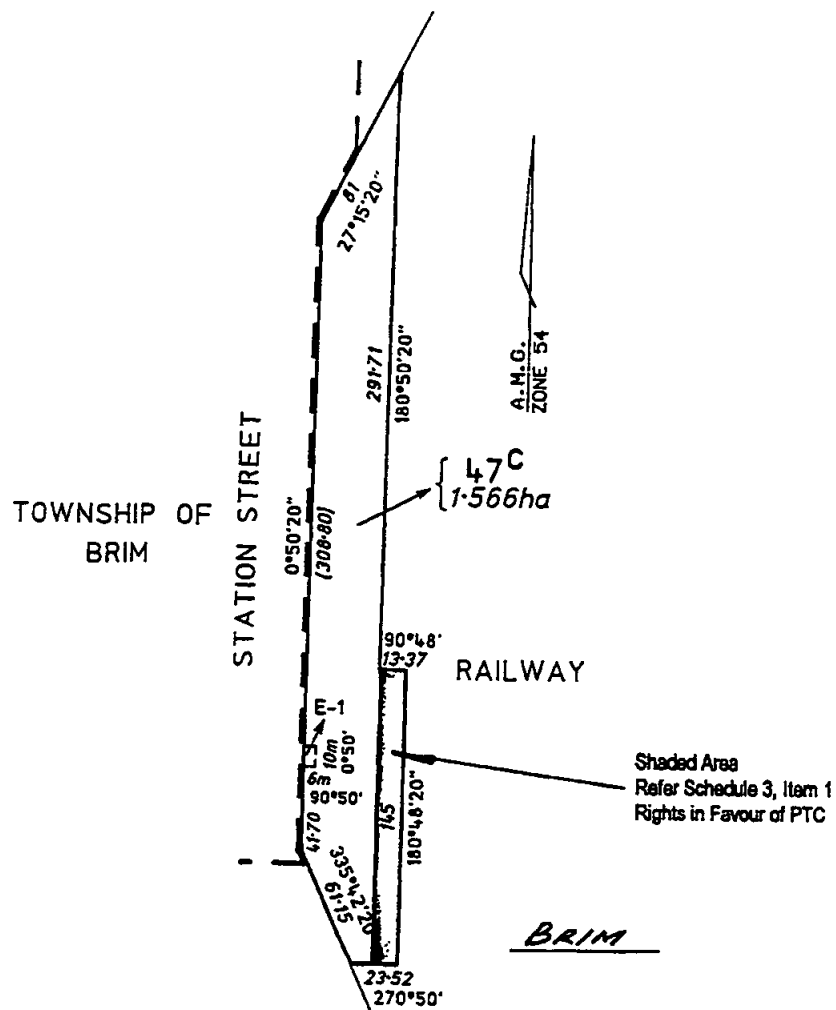 81
27°15'20"
291·71
180°50'20"
A.M.G.
ZONE 54
47C
1·566ha
TOWNSHIP OF
BRIM
STATION STREET
0°50'20"
(308·80)
90°48'
13·37
RAILWAY
E-1
10m
0°50'
6m
90°50'
41·70
Shaded Area
Refer Schedule 3, Item 1
Rights in Favour of PTC
145
180°48'20"
335°42'20"
61·15
23·52
270°50'
BRIM